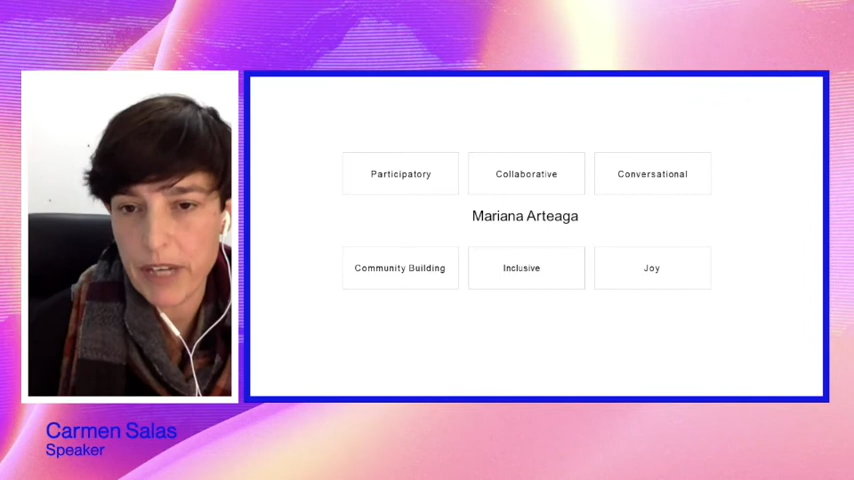 Participatory Collaborative Conversational
Mariana Arteaga
Community Building Inclusive Joy
Carmen Salas
Speaker